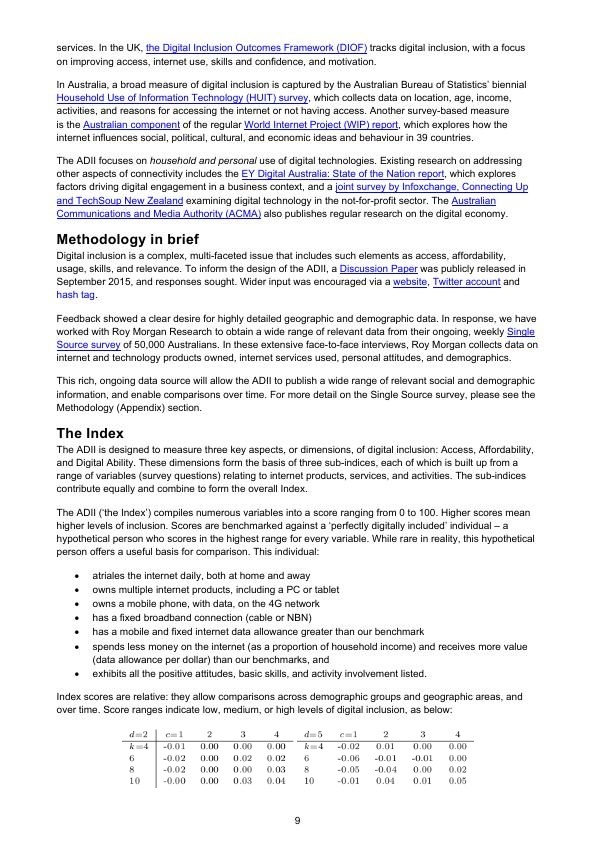 services. In the UK, the Digital Inclusion Outcomes Framework (DIOF) tracks digital inclusion, with a focus
on improving access, internet use, skills and confidence, and motivation.
In Australia, a broad measure of digital inclusion is captured by the Australian Bureau of Statistics' biennial
Household Use of Information Technology (HUIT) survey, which collects data on location, age, income,
activities, and reasons for accessing the internet or not having access. Another survey-based measure
is the Australian component of the regular World Internet Project (WIP) report, which explores how the
internet influences social, political, cultural, and economic ideas and behaviour in 39 countries.
The ADII focuses on household and personal use of digital technologies. Existing research on addressing
other aspects of connectivity includes the EY Digital Australia: State of the Nation report, which explores
factors driving digital engagement in a business context, and a joint survey by Infoxchange, Connecting Up
and TechSoup New Zealand examining digital technology in the not-for-profit sector. The Australian
Communications and Media Authority (ACMA) also publishes regular research on the digital economy.
Methodology in brief
Digital inclusion is a complex, multi-faceted issue that includes such elements as access, affordability,
usage, skills, and relevance. To inform the design of the ADII, a Discussion Paper was publicly released in
September 2015, and responses sought. Wider input was encouraged via a website, Twitter account and
hash tag.
Feedback showed a clear desire for highly detailed geographic and demographic data. In response, we have
worked with Roy Morgan Research to obtain a wide range of relevant data from their ongoing, weekly Single
Source survey of 50,000 Australians. In these extensive face-to-face interviews, Roy Morgan collects data on
internet and technology products owned, internet services used, personal attitudes, and demographics.
This rich, ongoing data source will allow the ADII to publish a wide range of relevant social and demographic
information, and enable comparisons over time. For more detail on the Single Source survey, please see the
Methodology (Appendix) section.
The Index
The ADII is designed to measure three key aspects, or dimensions, of digital inclusion: Access, Affordability,
and Digital Ability. These dimensions form the basis of three sub-indices, each of which is built up from a
range of variables (survey questions) relating to internet products, services, and activities. The sub-indices
contribute equally and combine to form the overall Index.
The ADII ('the Index') compiles numerous variables into a score ranging from 0 to 100. Higher scores mean
higher levels of inclusion. Scores are benchmarked against a 'perfectly digitally included' individual – a
hypothetical person who scores in the highest range for every variable. While rare in reality, this hypothetical
person offers a useful basis for comparison. This individual:
• atriales the internet daily, both at home and away
• owns multiple internet products, including a PC or tablet
• owns a mobile phone, with data, on the 4G network
• has a fixed broadband connection (cable or NBN)
• has a mobile and fixed internet data allowance greater than our benchmark
• spends less money on the internet (as a proportion of household income) and receives more value
(data allowance per dollar) than our benchmarks, and
• exhibits all the positive attitudes, basic skills, and activity involvement listed.
Index scores are relative: they allow comparisons across demographic groups and geographic areas, and
over time. Score ranges indicate low, medium, or high levels of digital inclusion, as below:
d=2 c=1 2 3 4 d=5 c=1 2 3 4
k=4 -0.01 0.00 0.00 0.00 k=4 -0.02 0.01 0.00 0.00
6 -0.02 0.00 0.02 0.02 6 -0.06 -0.01 -0.01 0.00
8 -0.02 0.00 0.00 0.03 8 -0.05 -0.04 0.00 0.02
10 -0.00 0.00 0.03 0.04 10 -0.01 0.04 0.01 0.05
9